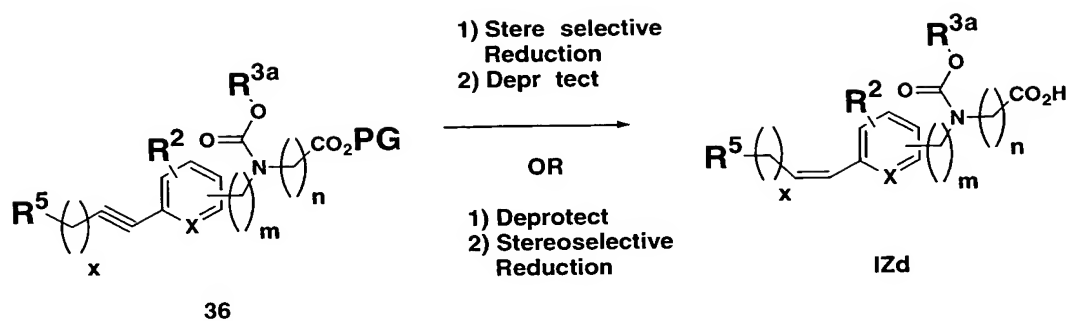 1) Stere selective
Reduction
2) Depr tect
OR
1) Deprotect
2) Stereoselective
Reduction
R3a
O
O
N
R2
CO2PG
n
m
X
R5
x
36
R3a
O
O
N
R2
CO2H
n
m
X
R5
x
IZd